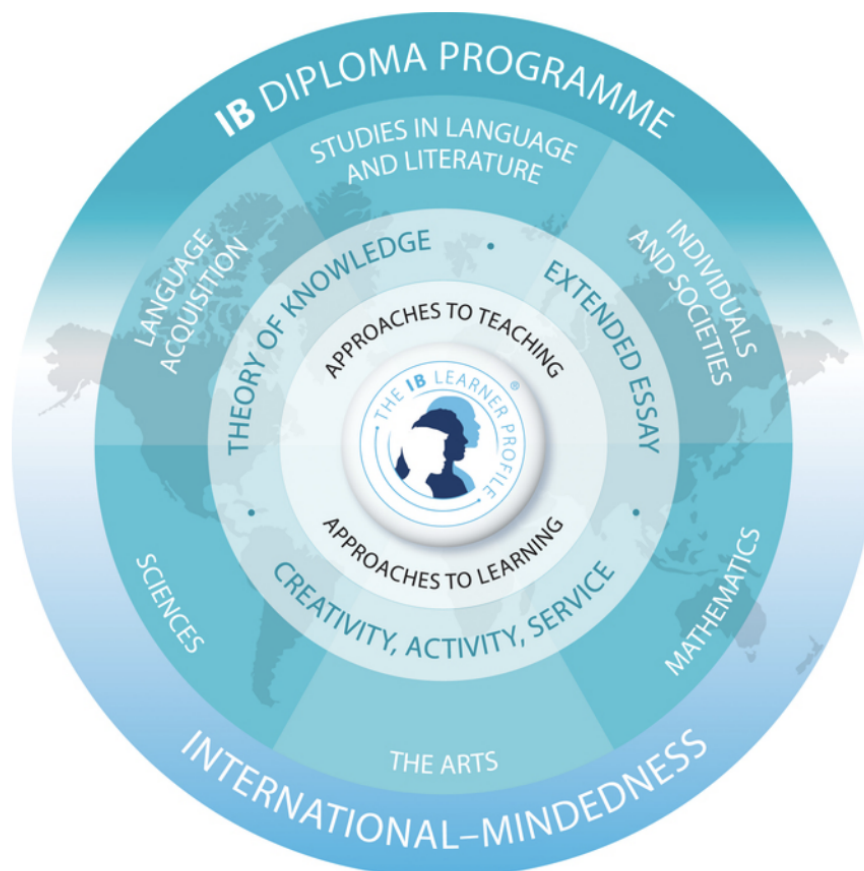 IB DIPLOMA PROGRAMME
STUDIES IN LANGUAGE
AND LITERATURE
LANGUAGE
ACQUISITION
INDIVIDUALS
AND SOCIETIES
THEORY OF KNOWLEDGE
•
EXTENDED ESSAY
APPROACHES TO TEACHING
THE IB LEARNER PROFILE
®
APPROACHES TO LEARNING
•
•
CREATIVITY, ACTIVITY, SERVICE
SCIENCES
MATHEMATICS
THE ARTS
INTERNATIONAL–MINDEDNESS